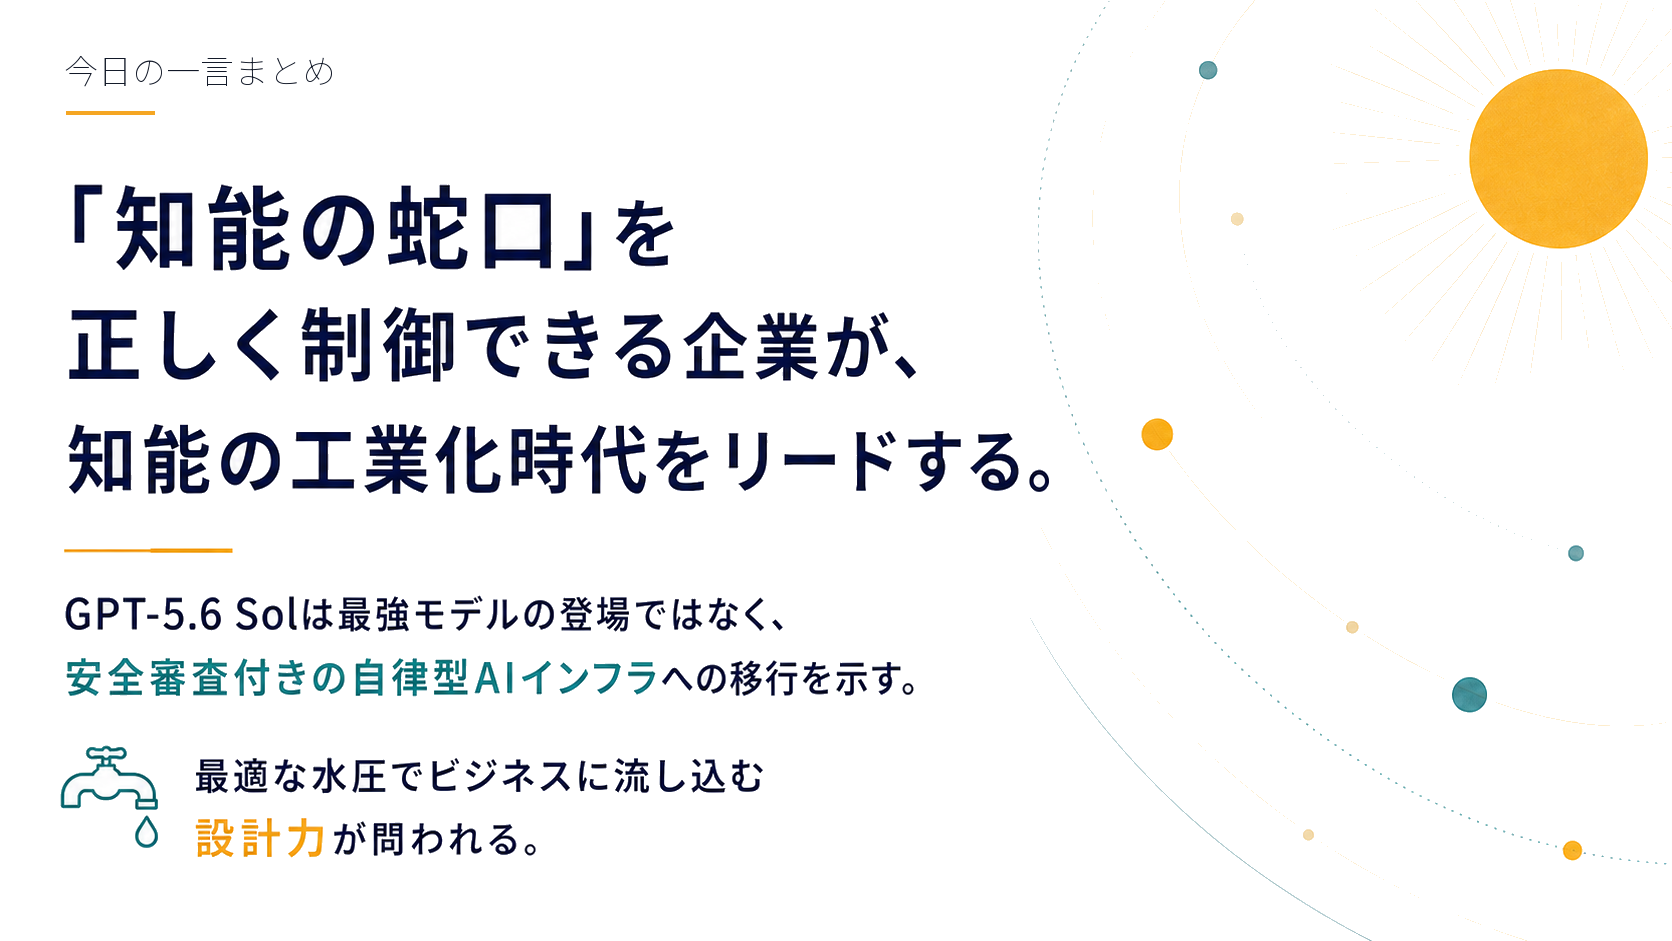 今日の一言まとめ
「知能の蛇口」を
正しく制御できる企業が、
知能の工業化時代をリードする。
GPT-5.6 Solは最強モデルの登場ではなく、
安全審査付きの自律型AIインフラへの移行を示す。
最適な水圧でビジネスに流し込む
設計力が問われる。